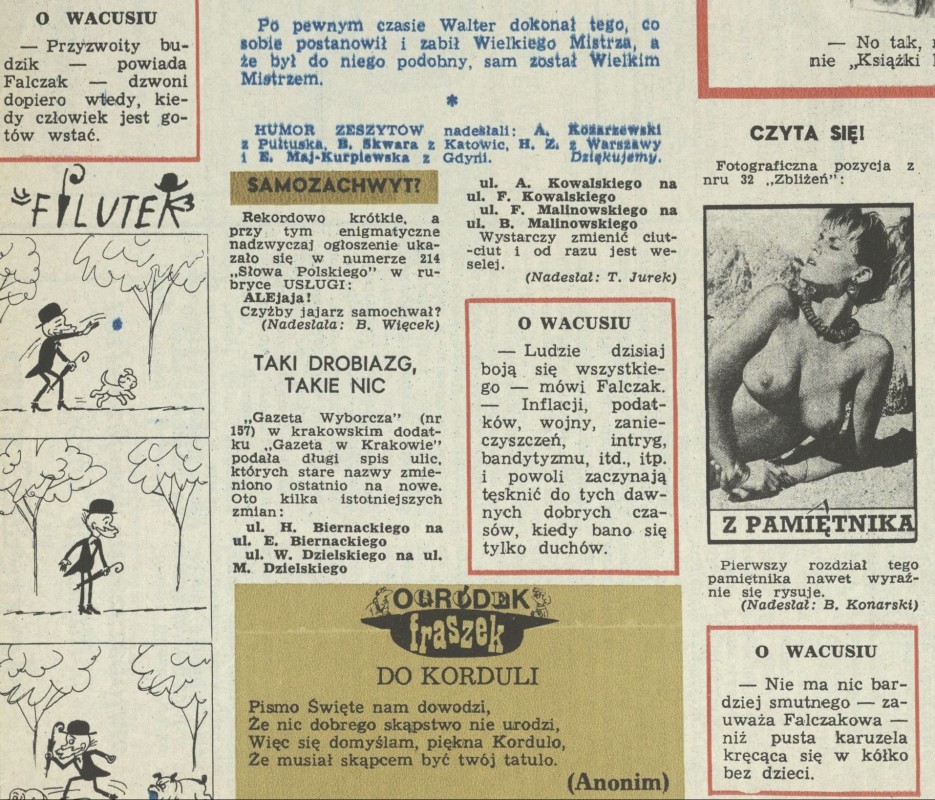 O WACUSIU
— Przyzwoity bu-
dzik — powiada
Falczak — dzwoni
dopiero wtedy, kie-
dy człowiek jest go-
tów wstać.
FILUTEK
Po pewnym czasie Walter dokonał tego, co
sobie postanowił i zabił Wielkiego Mistrza, a
że był do niego podobny, sam został Wielkim
Mistrzem.
*
HUMOR ZESZYTÓW nadesłali: A. Kożarzewski
z Pułtuska, B. Skwara z Katowic, H. Z. z Warszawy
i E. Maj-Kurpiewska z Gdyni. Dziękujemy.
SAMOZACHWYT?
Rekordowo krótkie, a
przy tym enigmatyczne
nadzwyczaj ogłoszenie uka-
zało się w numerze 214
„Słowa Polskiego” w ru-
bryce USŁUGI:
ALEjaja!
Czyżby jajarz samochwał?
(Nadesłała: B. Więcek)
TAKI DROBIAZG,
TAKIE NIC
„Gazeta Wyborcza” (nr
157) w krakowskim dodat-
ku „Gazeta w Krakowie”
podała długi spis ulic,
których stare nazwy zmie-
niono ostatnio na nowe.
Oto kilka istotniejszych
zmian:
ul. H. Biernackiego na
ul. E. Biernackiego
ul. W. Dzielskiego na ul.
M. Dzielskiego
ul. A. Kowalskiego na
ul. F. Kowalskiego
ul. F. Malinowskiego na
ul. B. Malinowskiego
Wystarczy zmienić ciut-
-ciut i od razu jest we-
selej.
(Nadesłał: T. Jurek)
O WACUSIU
— Ludzie dzisiaj
boją się wszystkie-
go — mówi Falczak.
— Inflacji, podat-
ków, wojny, zanie-
czyszczeń, intryg,
bandytyzmu, itd., itp.
i powoli zaczynają
tęsknić do tych daw-
nych dobrych cza-
sów, kiedy bano się
tylko duchów.
OGRÓDEK
fraszek
DO KORDULI
Pismo Święte nam dowodzi,
Że nic dobrego skąpstwo nie urodzi,
Więc się domyślam, piękna Kordulo,
Że musiał skąpcem być twój tatulo.
(Anonim)
— No tak,
nie „Książki
CZYTA SIĘ!
Fotograficzna pozycja z
nru 32 „Zbliżeń”:
Z PAMIĘTNIKA
Pierwszy rozdział tego
pamiętnika nawet wyraź-
nie się rysuje.
(Nadesłał: B. Konarski)
O WACUSIU
— Nie ma nic bar-
dziej smutnego — za-
uważa Falczakowa —
niż pusta karuzela
kręcąca się w kółko
bez dzieci.